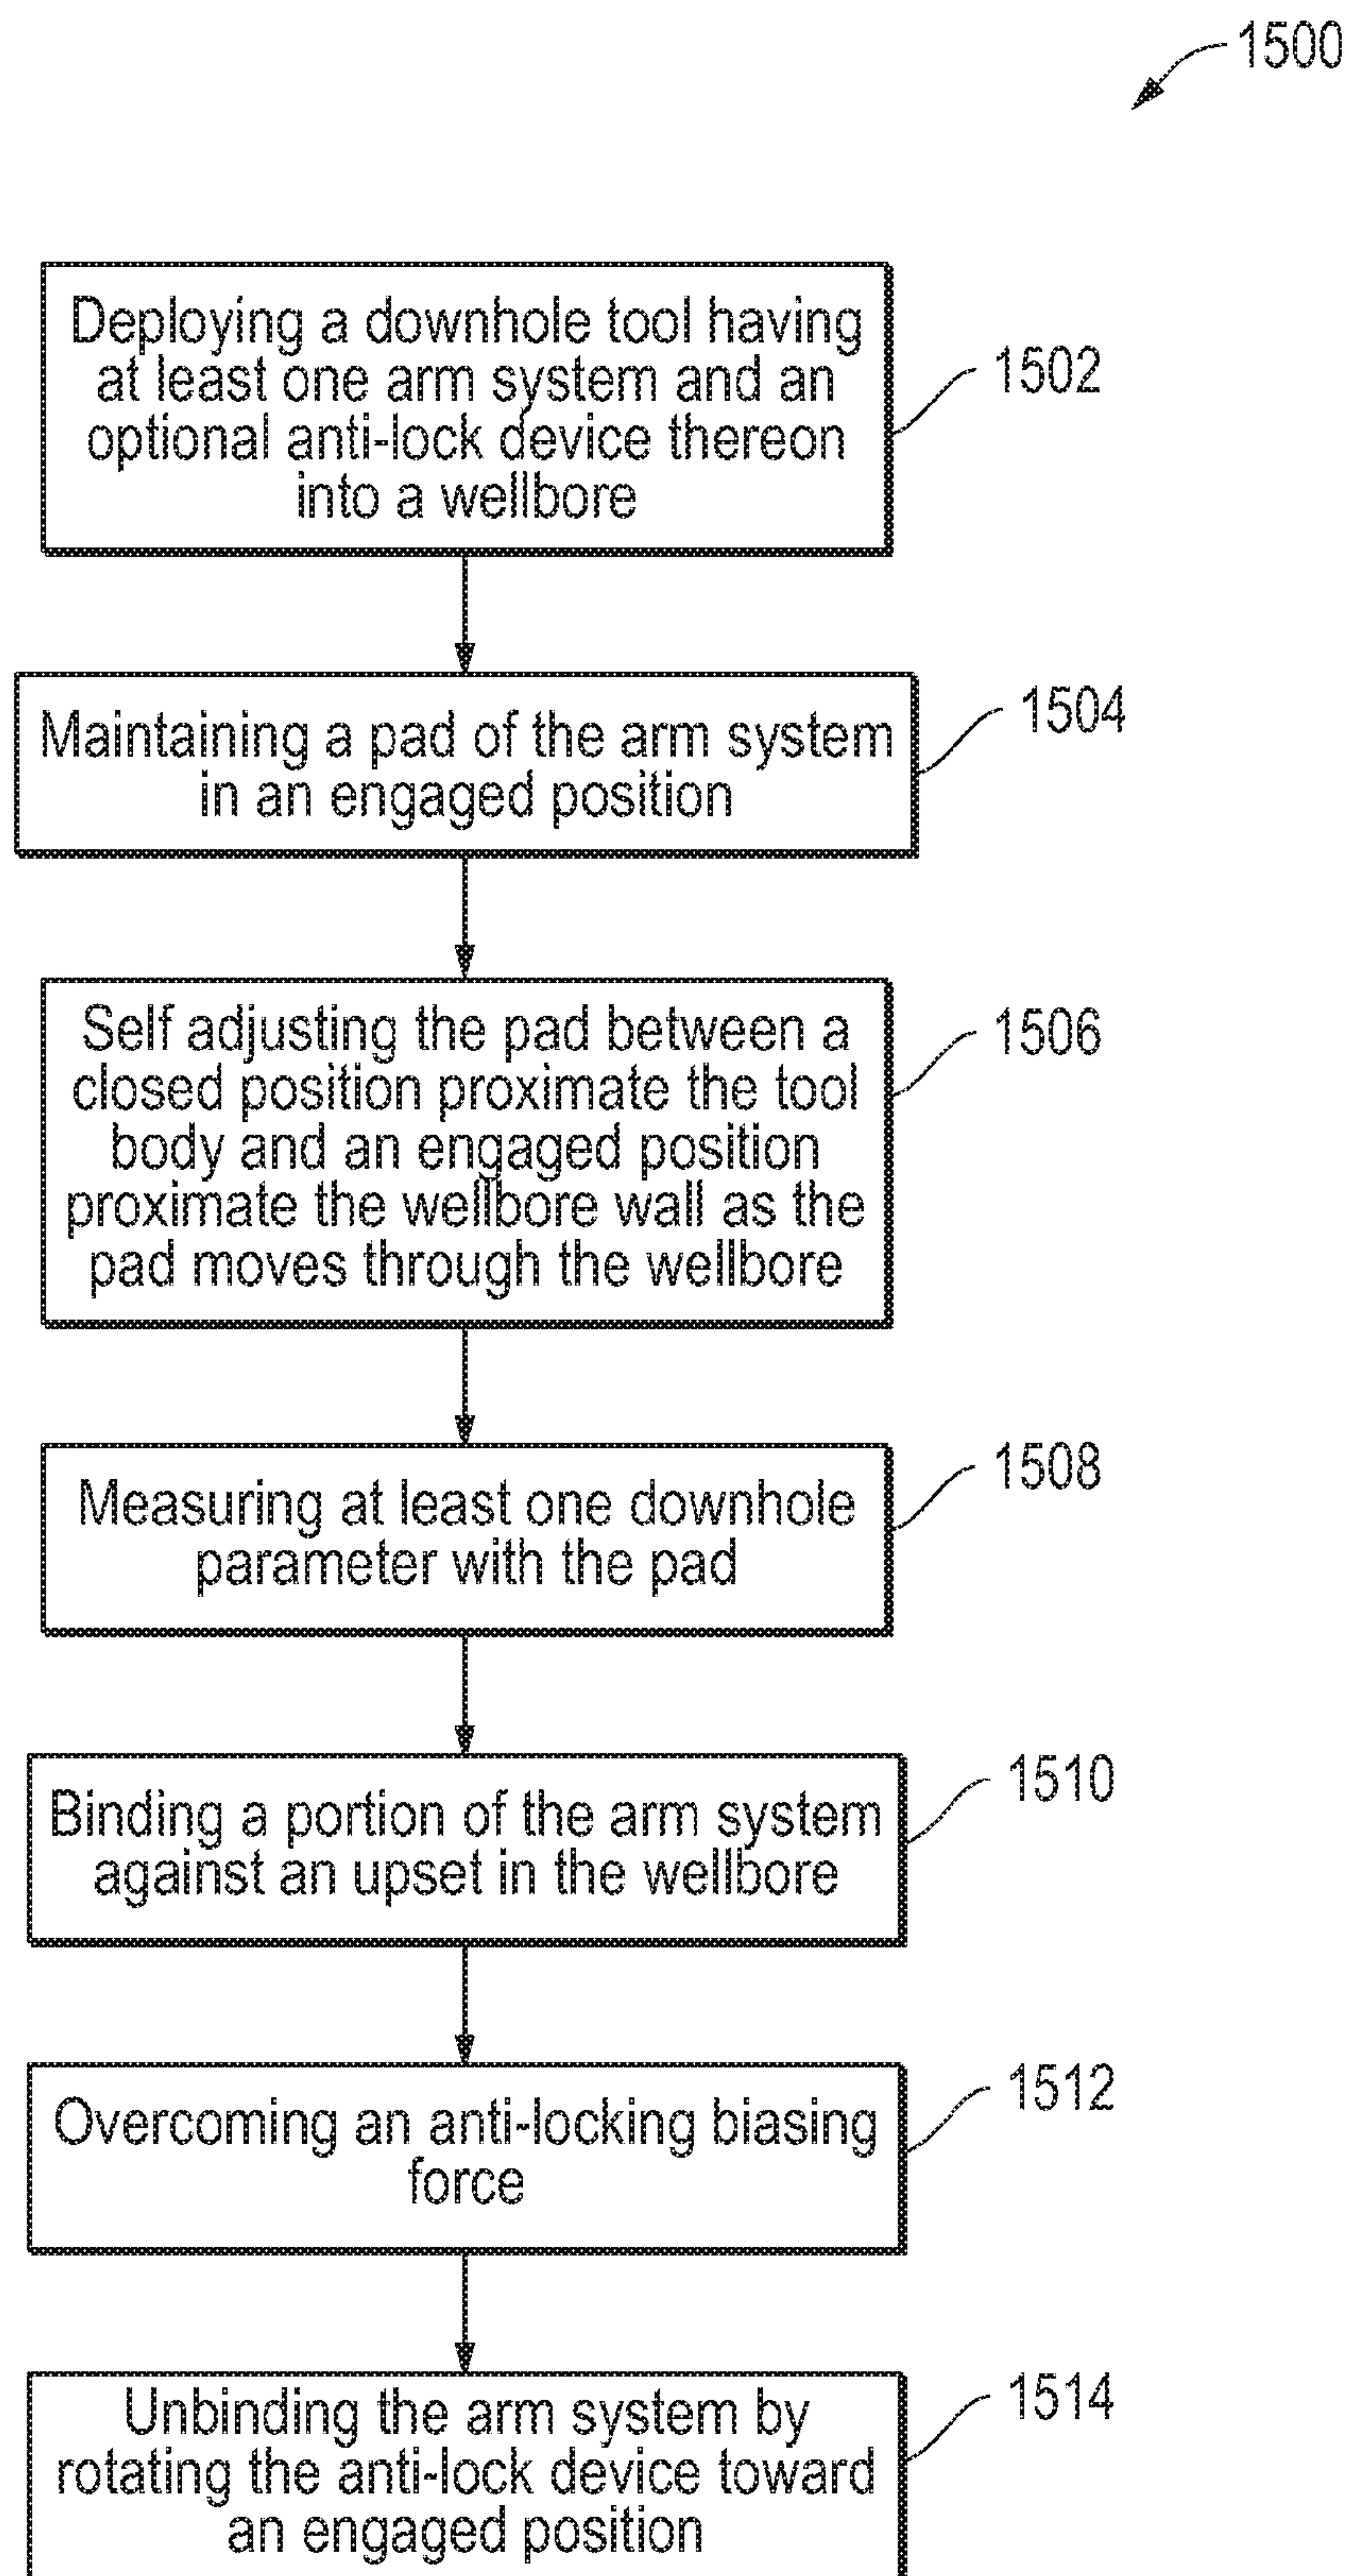 1500
Deploying a downhole tool having
at least one arm system and an
optional anti-lock device thereon
into a wellbore
1502
Maintaining a pad of the arm system
in an engaged position
1504
Self adjusting the pad between a
closed position proximate the tool
body and an engaged position
proximate the wellbore wall as the
pad moves through the wellbore
1506
Measuring at least one downhole
parameter with the pad
1508
Binding a portion of the arm system
against an upset in the wellbore
1510
Overcoming an anti-locking biasing
force
1512
Unbinding the arm system by
rotating the anti-lock device toward
an engaged position
1514